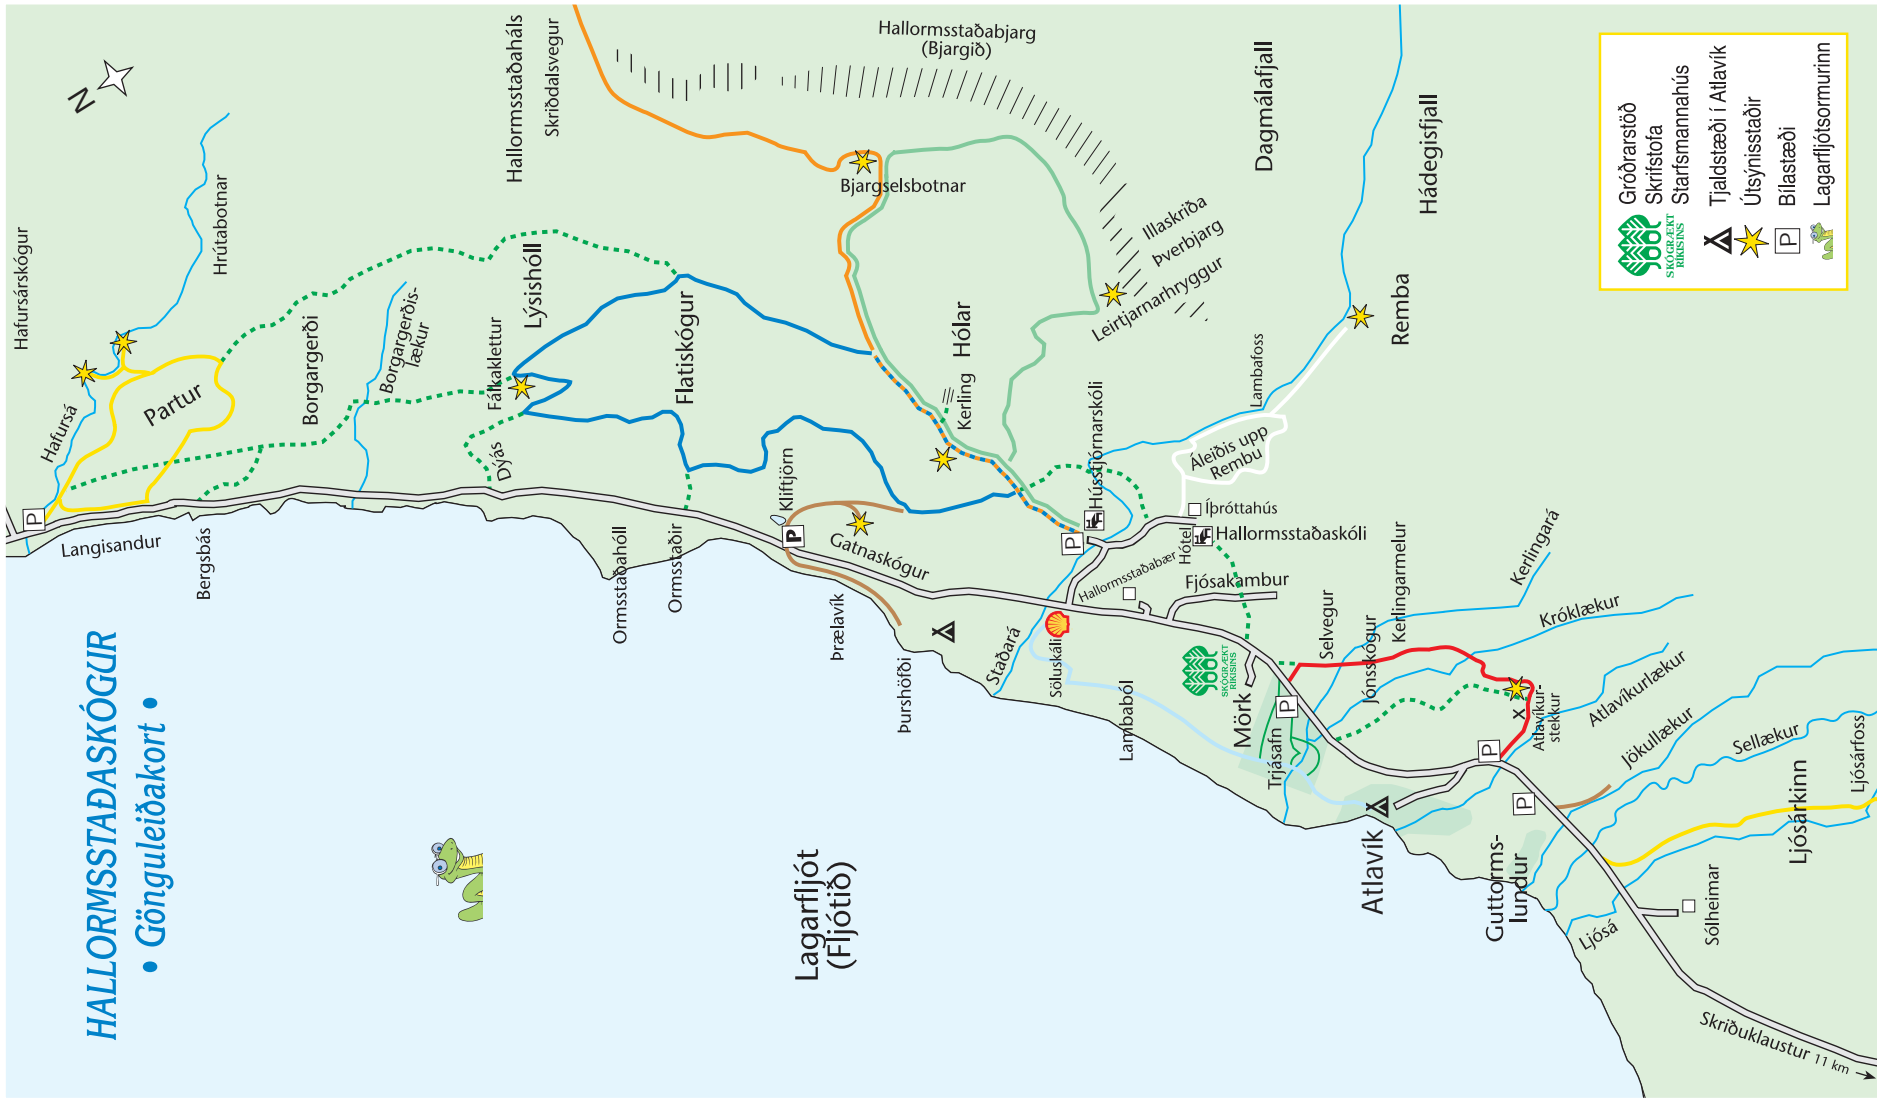 HALLORMSSTAÐASKÓGUR
• Gönguleiðakort •
N
Hafursárskógur
Hrútabotnar
Hafursá
Partur
Langisandur
Bergsbás
Borgargerði
Borgargerðis-
lækur
Hallormsstaðaháls
Skriðdalsvegur
Lýsishóll
Fálkaklettur
Dýjás
Flatiskógur
Ormsstaðahóll
Ormsstaðir
P
Kliftjörn
P
Gatnaskógur
Þrælavík
Þurshöfði
Hallormsstaðabjarg
(Bjargið)
Bjargselsbotnar
Hólar
Kerling
Illaskriða
Þverbjarg
Leirtjarnarhryggur
Dagmálafjall
Hádegisfjall
Remba
Lambafoss
Áleiðis upp
Rembu
Hússtjórnarskóli
P
Íþróttahús
Hallormsstaðaskóli
Hótel
Hallormsstaðabær
Fjósakambur
Staðará
Söluskáli
Lambaból
SKÓGRÆKT
RÍKISINS
Mörk
Trjásafn
P
Selvegur
Jónsskógur
Kerlingarmelur
Kerlingará
Króklækur
Atlavíkurlækur
x
Atlavíkur-
stekkur
Jökullækur
Sellækur
Ljósárfoss
Ljósárkinn
P
P
Atlavík
Guttorms-
lundur
Ljósá
Sólheimar
Skriðuklaustur 11 km
Lagarfljót
(Fljótið)
SKÓGRÆKT
RÍKISINS
Gróðrarstöð
Skrifstofa
Starfsmannahús
Tjaldstæði í Atlavík
Útsýnisstaðir
P Bílastæði
Lagarfljótsormurinn